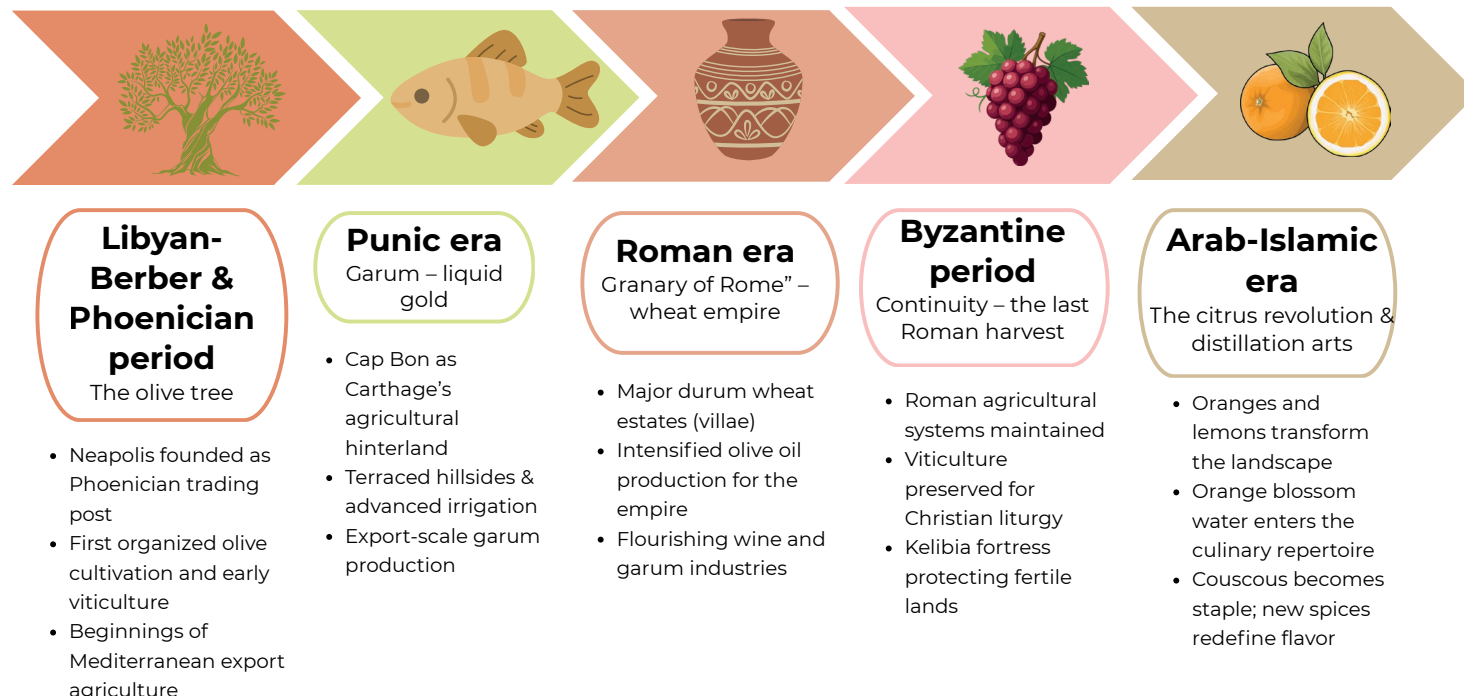 Libyan-
Berber &
Phoenician
period
The olive tree
• Neapolis founded as
Phoenician trading
post
• First organized olive
cultivation and early
viticulture
• Beginnings of
Mediterranean export
agriculture
Punic era
Garum – liquid
gold
• Cap Bon as
Carthage’s
agricultural
hinterland
• Terraced hillsides &
advanced irrigation
• Export-scale garum
production
Roman era
Granary of Rome” –
wheat empire
• Major durum wheat
estates (villae)
• Intensified olive oil
production for the
empire
• Flourishing wine and
garum industries
Byzantine
period
Continuity – the last
Roman harvest
• Roman agricultural
systems maintained
• Viticulture
preserved for
Christian liturgy
• Kelibia fortress
protecting fertile
lands
Arab-Islamic
era
The citrus revolution &
distillation arts
• Oranges and
lemons transform
the landscape
• Orange blossom
water enters the
culinary repertoire
• Couscous becomes
staple; new spices
redefine flavor